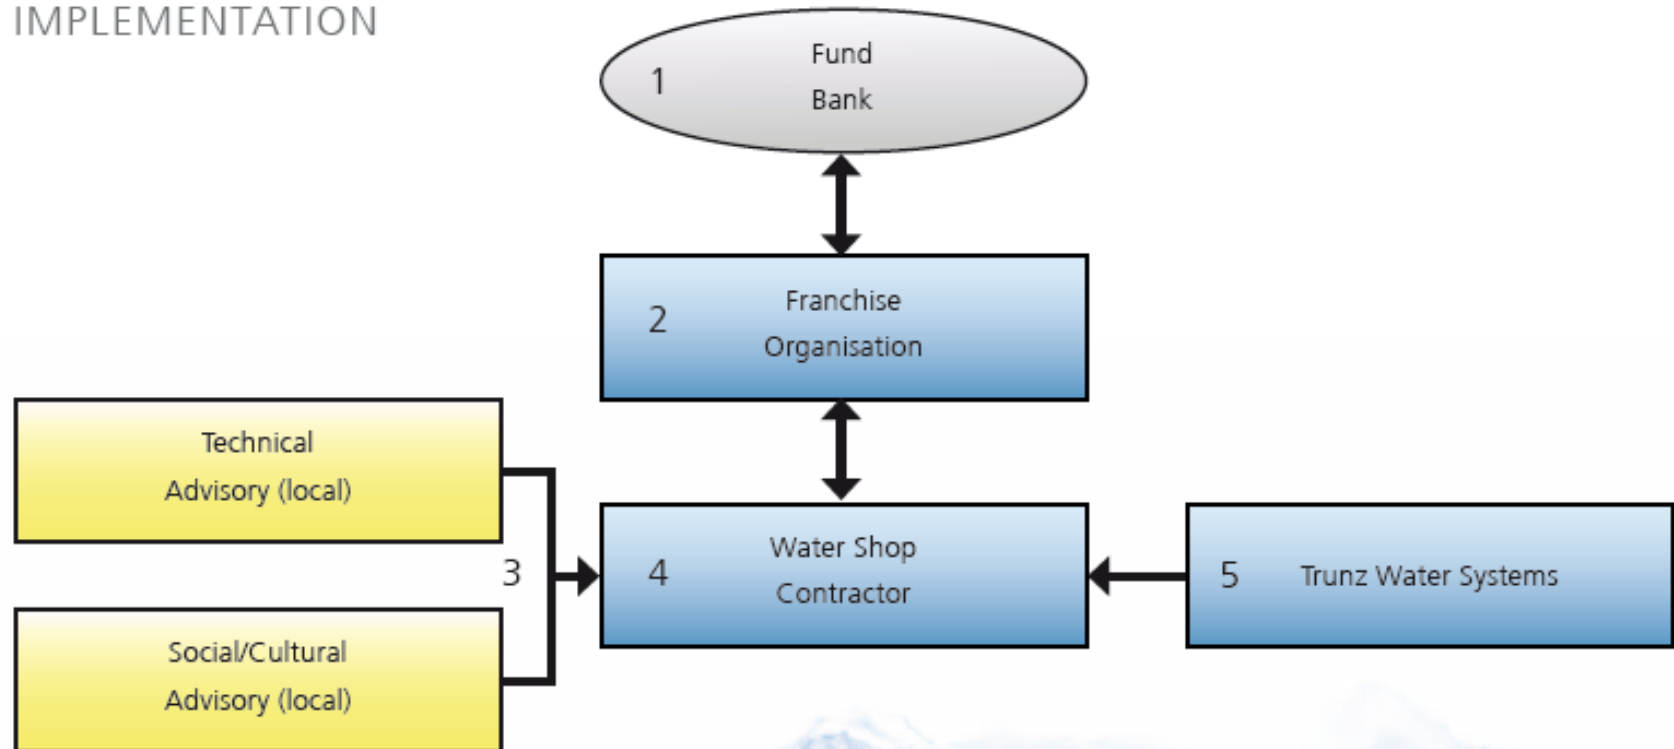 IMPLEMENTATION
1
Fund
Bank
2
Franchise
Organisation
Technical
Advisory (local)
3
Social/Cultural
Advisory (local)
4
Water Shop
Contractor
5
Trunz Water Systems